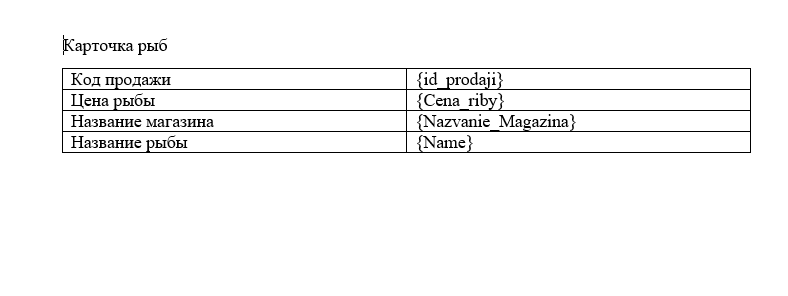 Карточка рыб
Код продажи {id_prodaji}
Цена рыбы {Cena_riby}
Название магазина {Nazvanie_Magazina}
Название рыбы {Name}